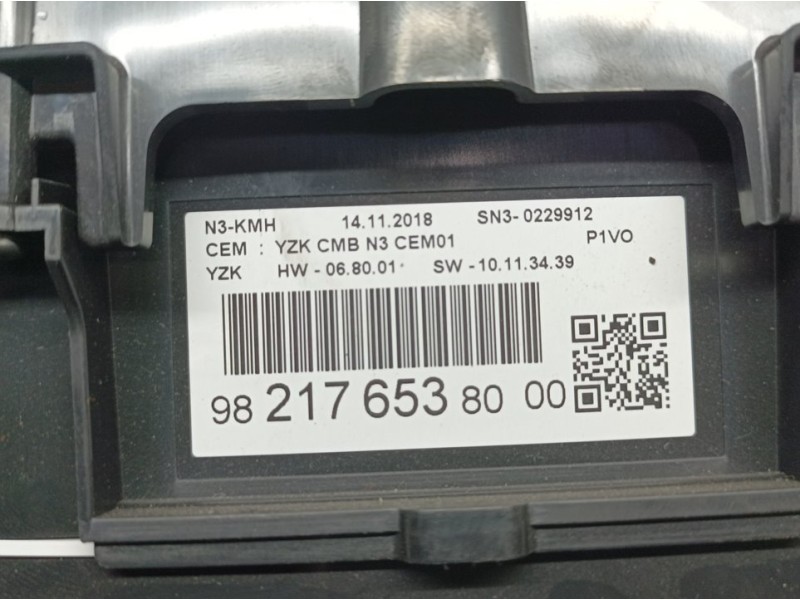 N3-KMH 14.11.2018 SN3- 0229912
CEM : YZK CMB N3 CEM01 P1VO
YZK HW - 06.80.01 SW - 10.11.34.39
98 217 653 80 00